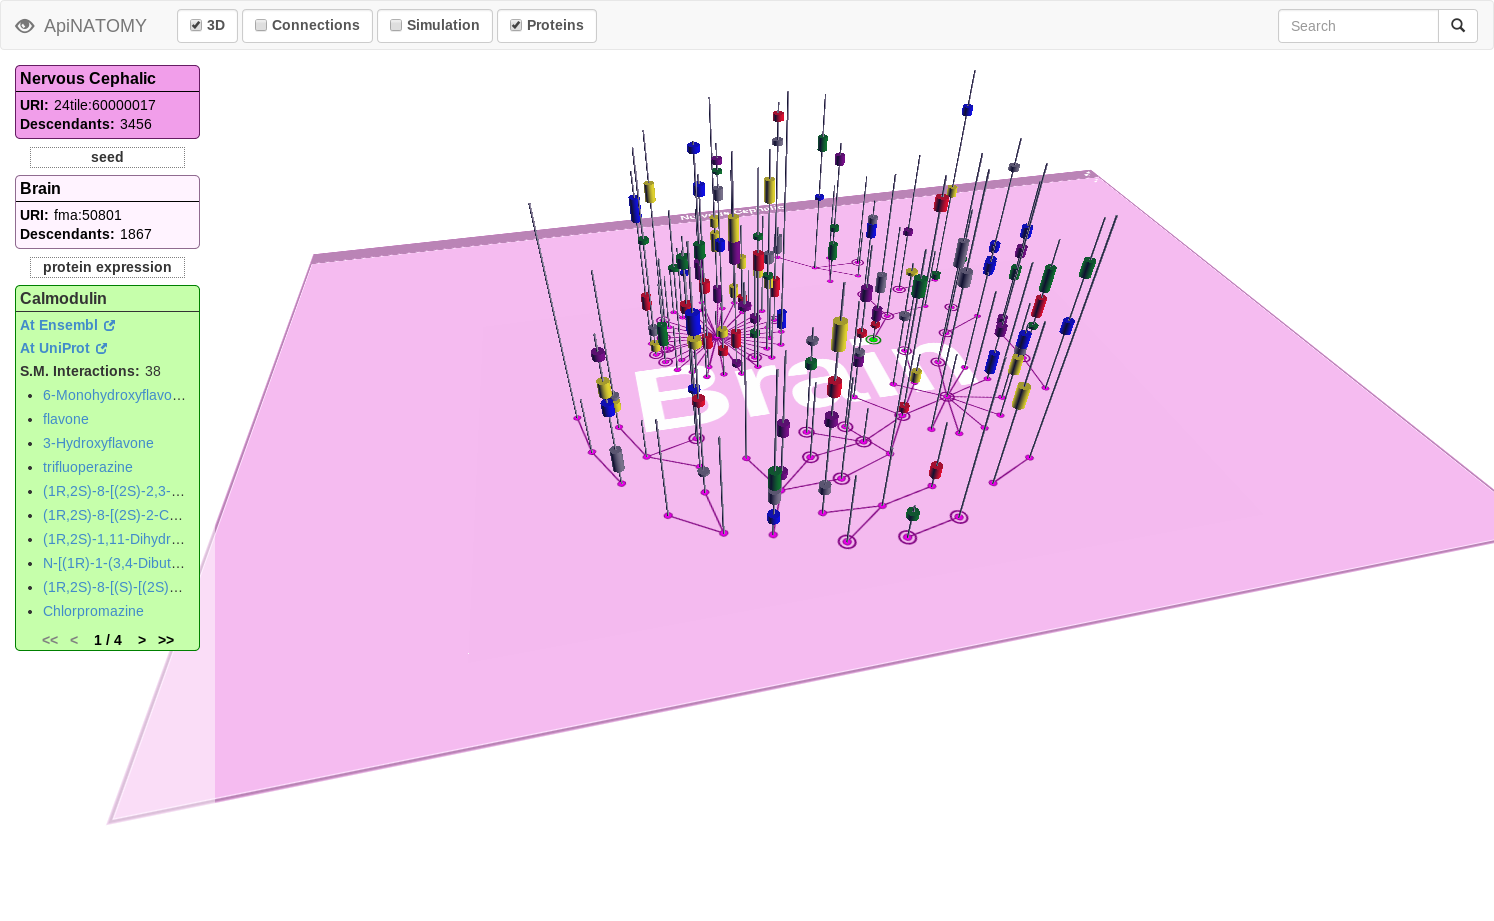 ApiNATOMY
3D
Connections
Simulation
Proteins
Search
Nervous Cephalic
URI: 24tile:60000017
Descendants: 3456
seed
Brain
URI: fma:50801
Descendants: 1867
protein expression
Calmodulin
At Ensembl
At UniProt
S.M. Interactions: 38
6-Monohydroxyflavo...
flavone
3-Hydroxyflavone
trifluoperazine
(1R,2S)-8-[(2S)-2,3-...
(1R,2S)-8-[(2S)-2-C...
(1R,2S)-1,11-Dihydr...
N-[(1R)-1-(3,4-Dibut...
(1R,2S)-8-[(S)-[(2S)...
Chlorpromazine
<< < 1 / 4 > >>
Nervous Cephalic
Brain